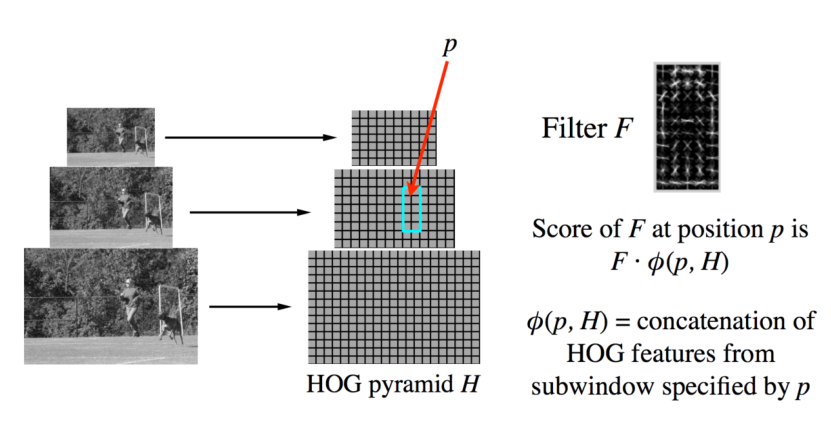 p
Filter F
Score of F at position p is
F · ϕ(p, H)
ϕ(p, H) = concatenation of
HOG features from
subwindow specified by p
HOG pyramid H